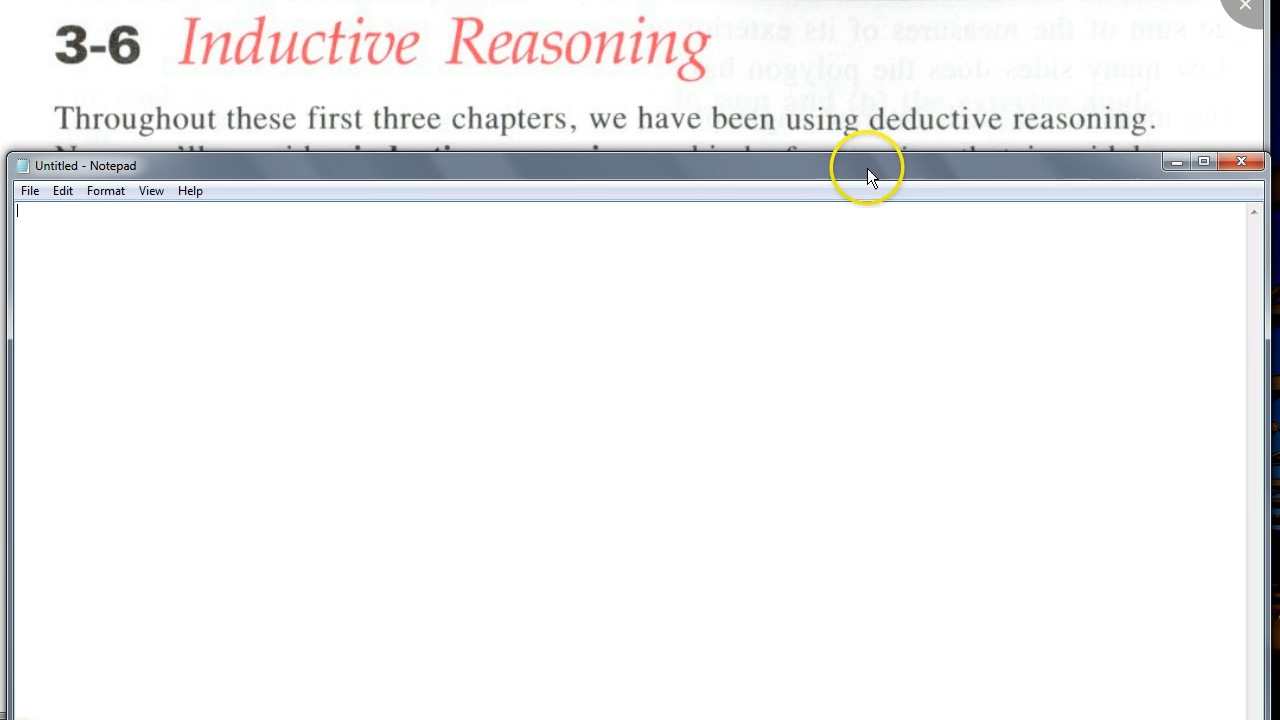 3-6 Inductive Reasoning
Throughout these first three chapters, we have been using deductive reasoning.
Untitled - Notepad
File Edit Format View Help